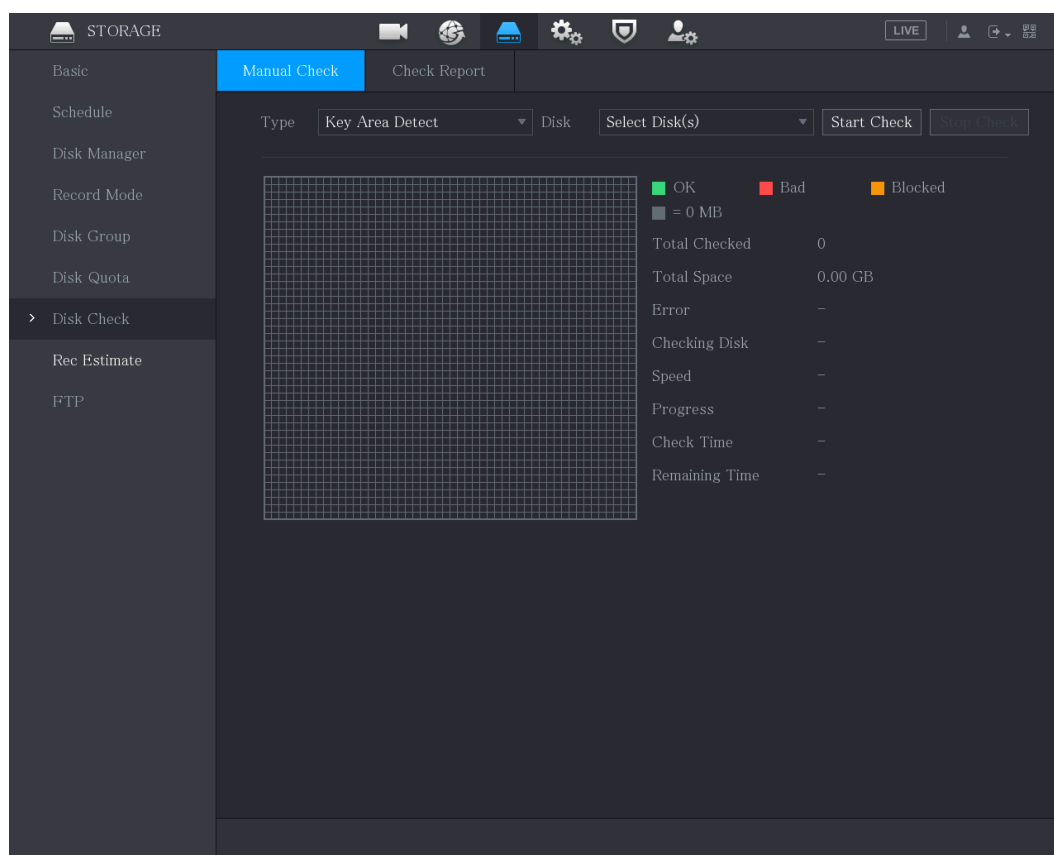 STORAGE LIVE
Basic Manual Check Check Report
Schedule Type Key Area Detect Disk Select Disk(s) Start Check Stop Check
Disk Manager
Record Mode OK Bad Blocked
= 0 MB
Disk Group Total Checked 0
Disk Quota Total Space 0.00 GB
Error –
Disk Check
Checking Disk –
Rec Estimate
Speed –
FTP Progress –
Check Time –
Remaining Time –